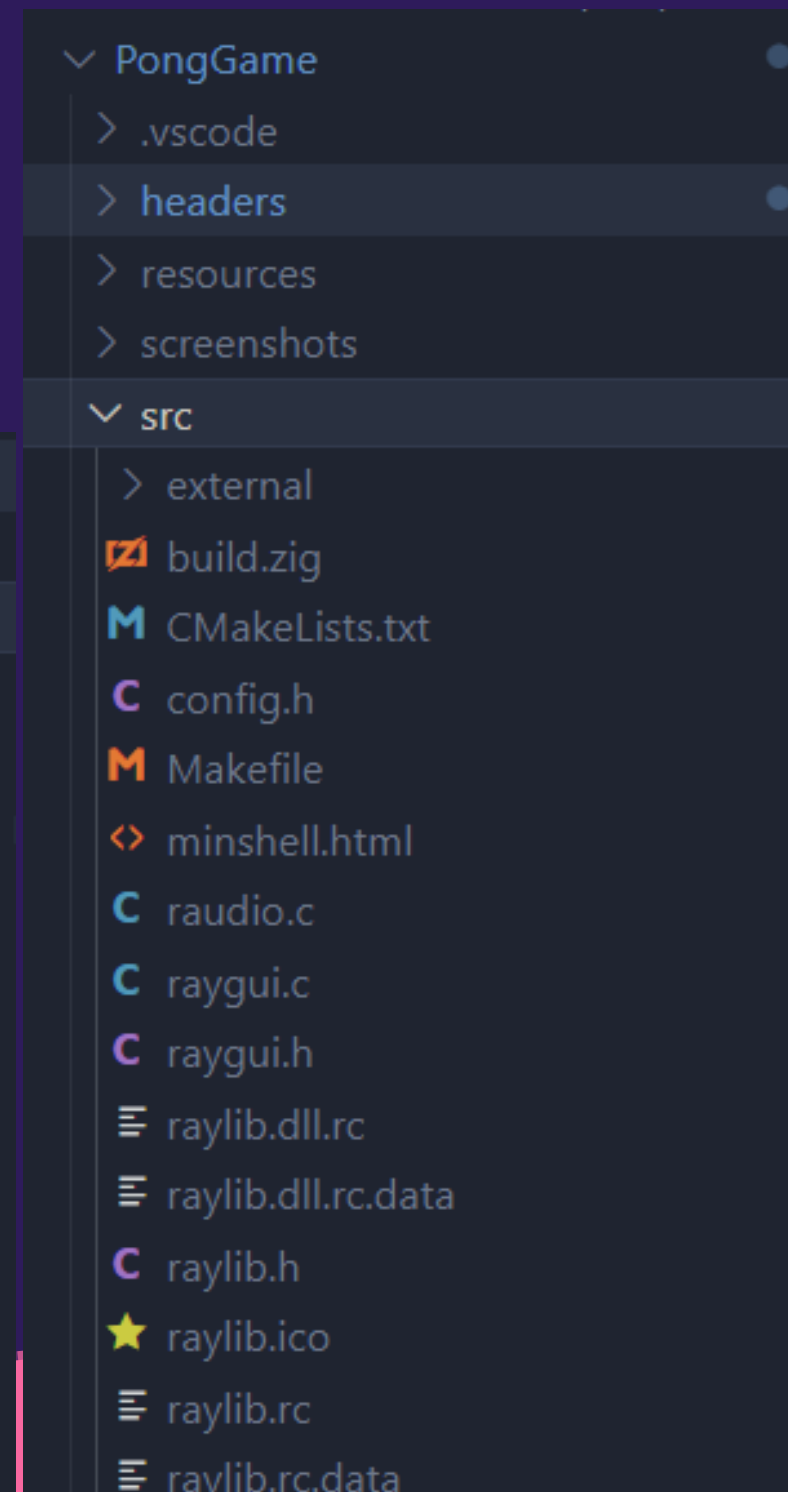 PongGame
.vscode
headers
resources
screenshots
src
external
build.zig
CMakeLists.txt
config.h
Makefile
minshell.html
raudio.c
raygui.c
raygui.h
raylib.dll.rc
raylib.dll.rc.data
raylib.h
raylib.ico
raylib.rc
raylib.rc.data